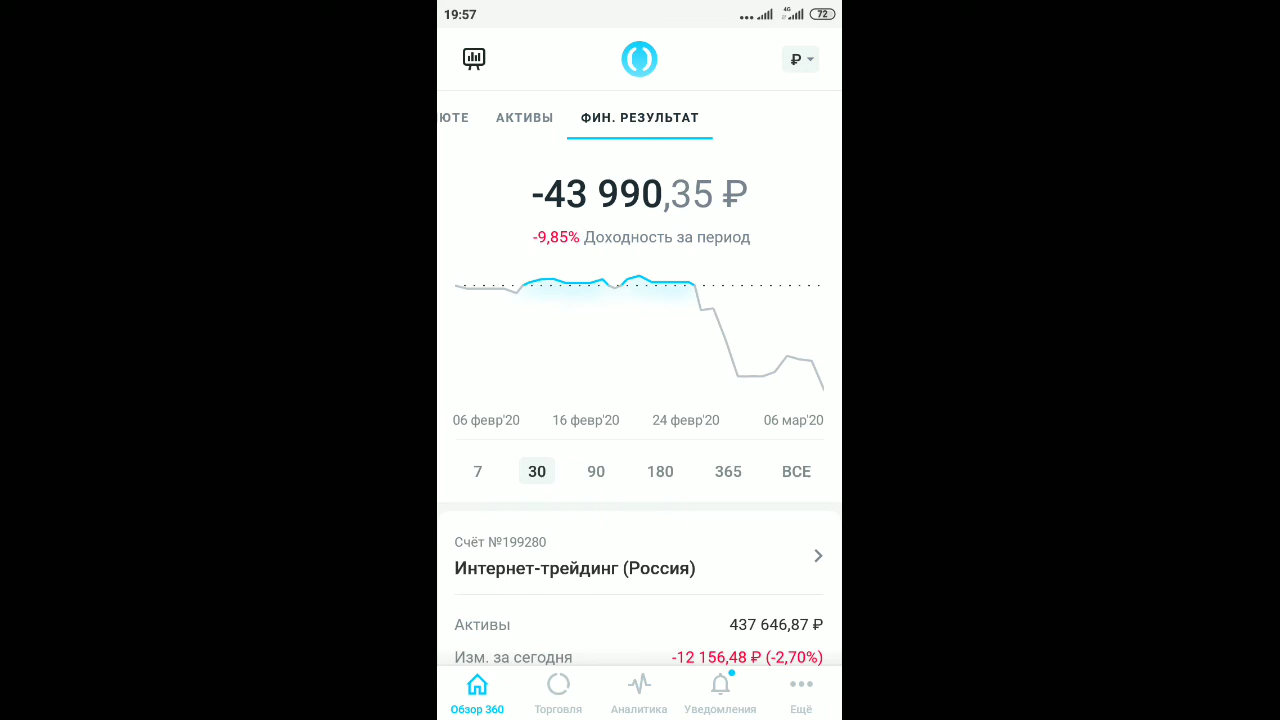 19:57
4G
72
₽
ЮТЕ АКТИВЫ ФИН. РЕЗУЛЬТАТ
-43 990,35 ₽
-9,85% Доходность за период
06 февр'20 16 февр'20 24 февр'20 06 мар'20
7 30 90 180 365 ВСЕ
Счёт №199280
Интернет-трейдинг (Россия)
Активы 437 646,87 ₽
Изм. за сегодня -12 156,48 ₽ (-2,70%)
Обзор 360 Торговля Аналитика Уведомления Ещё